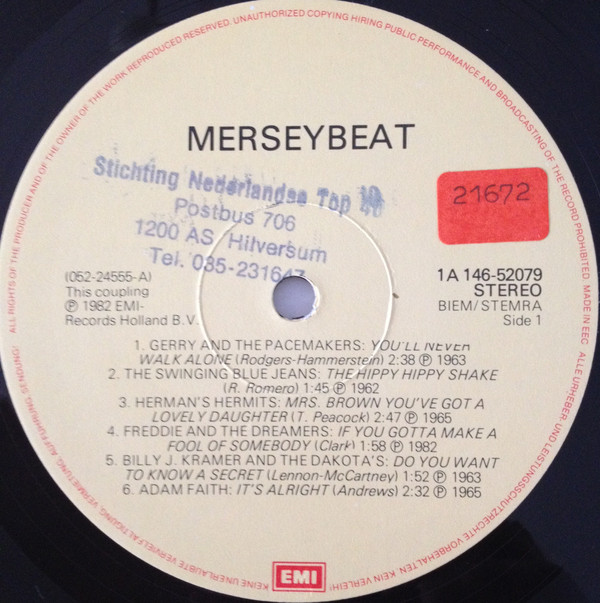 ALL RIGHTS OF THE PRODUCER AND OF THE OWNER OF THE WORK REPRODUCED RESERVED. UNAUTHORIZED COPYING HIRING PUBLIC PERFORMANCE AND BROADCASTING OF THE RECORD PROHIBITED. MADE IN EEC
MERSEYBEAT
Stichting Nederlandse Top 40
Postbus 706
1200 AS Hilversum
Tel. 035-231647
21672
(052-24555-A)
This coupling
Ⓟ 1982 EMI-
Records Holland B.V.
1A 146-52079
STEREO
BIEM/STEMRA
Side 1
1. GERRY AND THE PACEMAKERS: YOU'LL NEVER
WALK ALONE (Rodgers-Hammerstein) 2:38 Ⓟ 1963
2. THE SWINGING BLUE JEANS: THE HIPPY HIPPY SHAKE
(R. Romero) 1:45 Ⓟ 1962
3. HERMAN'S HERMITS: MRS. BROWN YOU'VE GOT A
LOVELY DAUGHTER (T. Peacock) 2:47 Ⓟ 1965
4. FREDDIE AND THE DREAMERS: IF YOU GOTTA MAKE A
FOOL OF SOMEBODY (Clark) 1:58 Ⓟ 1982
5. BILLY J. KRAMER AND THE DAKOTA'S: DO YOU WANT
TO KNOW A SECRET (Lennon-McCartney) 1:52 Ⓟ 1963
6. ADAM FAITH: IT'S ALRIGHT (Andrews) 2:32 Ⓟ 1965
EMI
ALLE URHEBER- UND LEISTUNGSSCHUTZRECHTE VORBEHALTEN. KEIN VERLEIH! KEINE UNERLAUBTE VERVIELFÄLTIGUNG, VERMIETUNG, AUFFÜHRUNG, SENDUNG!